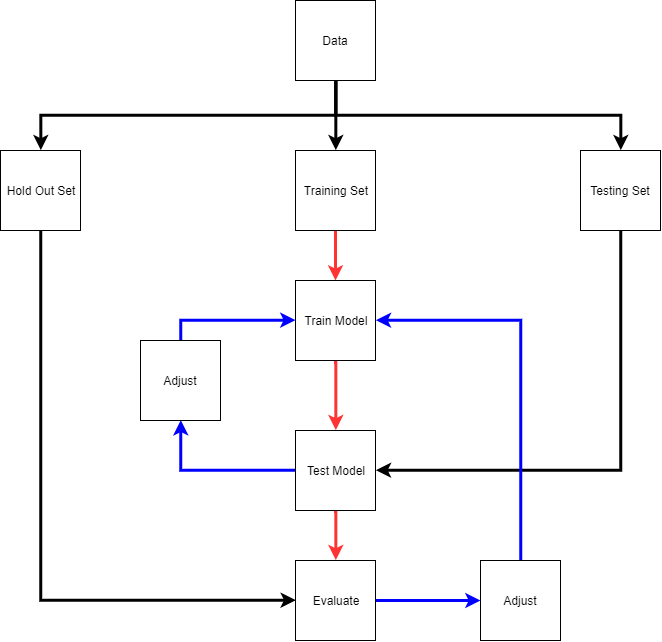 Data
Hold Out Set
Training Set
Testing Set
Train Model
Adjust
Test Model
Evaluate
Adjust